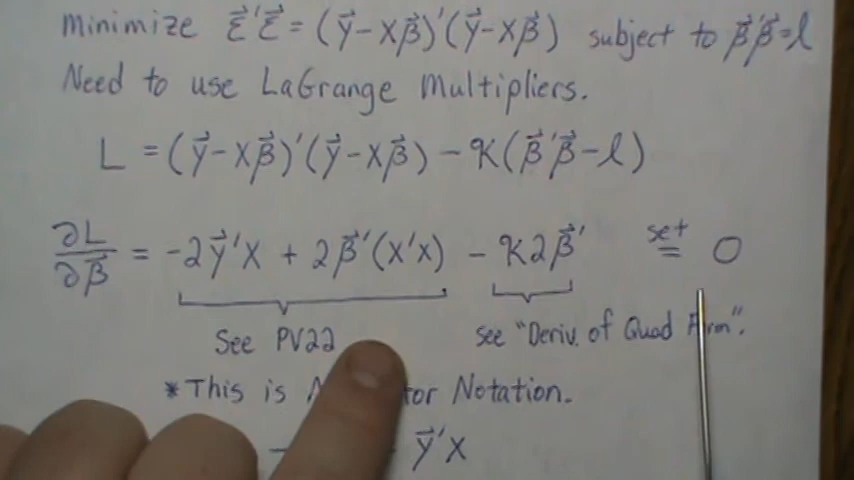 Minimize ε⃗'ε⃗ = (y⃗-Xβ⃗)'(y⃗-Xβ⃗) subject to β⃗'β⃗=l
Need to use LaGrange Multipliers.
L = (y⃗-Xβ⃗)'(y⃗-Xβ⃗) - K(β⃗'β⃗-l)
∂L/∂β⃗ = -2y⃗'X + 2β⃗'(X'X) - K2β⃗' set = 0
See PV22 See "Deriv. of Quad Form".
*This is Notation.
y⃗'X